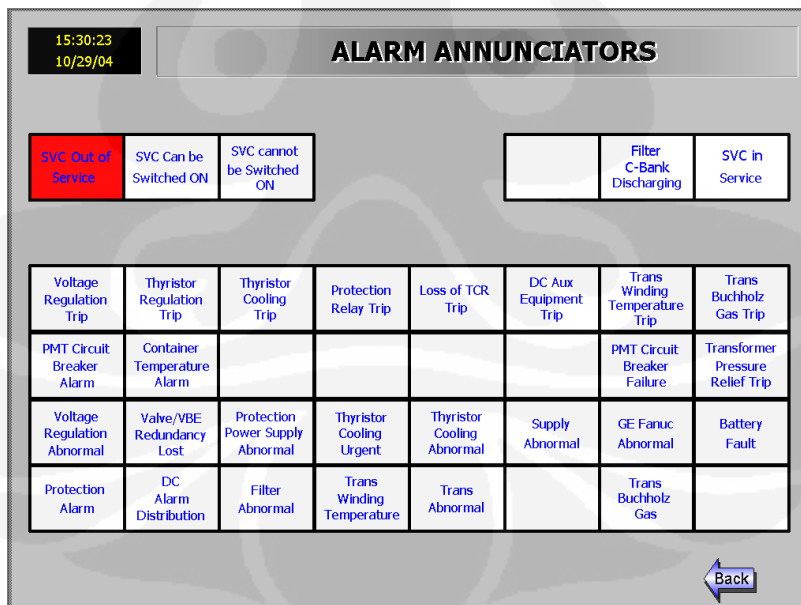 15:30:23
10/29/04
ALARM ANNUNCIATORS
SVC Out of
Service
SVC Can be
Switched ON
SVC cannot
be Switched
ON
Filter
C-Bank
Discharging
SVC in
Service
Voltage
Regulation
Trip
Thyristor
Regulation
Trip
Thyristor
Cooling
Trip
Protection
Relay Trip
Loss of TCR
Trip
DC Aux
Equipment
Trip
Trans
Winding
Temperature
Trip
Trans
Buchholz
Gas Trip
PMT Circuit
Breaker
Alarm
Container
Temperature
Alarm
PMT Circuit
Breaker
Failure
Transformer
Pressure
Relief Trip
Voltage
Regulation
Abnormal
Valve/VBE
Redundancy
Lost
Protection
Power Supply
Abnormal
Thyristor
Cooling
Urgent
Thyristor
Cooling
Abnormal
Supply
Abnormal
GE Fanuc
Abnormal
Battery
Fault
Protection
Alarm
DC
Alarm
Distribution
Filter
Abnormal
Trans
Winding
Temperature
Trans
Abnormal
Trans
Buchholz
Gas
Back